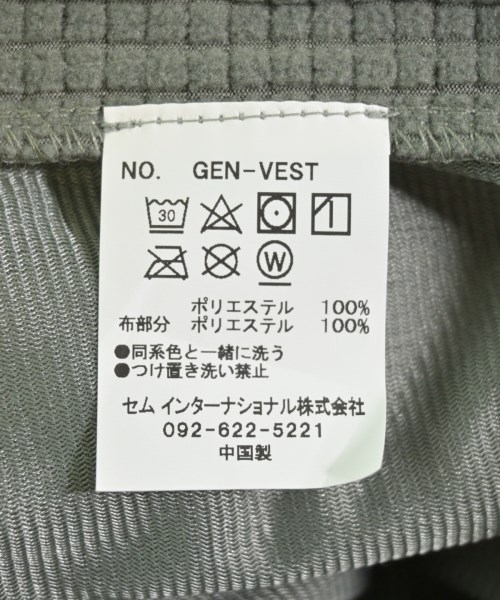 NO. GEN-VEST
30
W
ポリエステル 100%
布部分 ポリエステル 100%
●同系色と一緒に洗う
●つけ置き洗い禁止
セム インターナショナル株式会社
092-622-5221
中国製